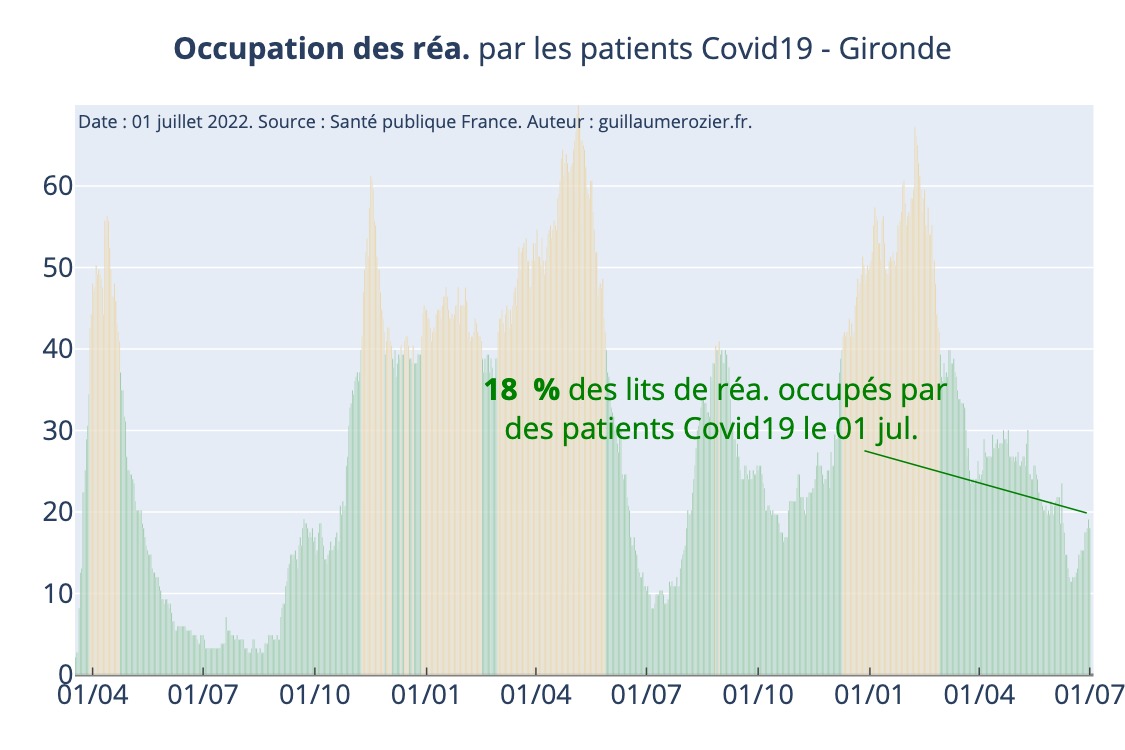 Occupation des réa. par les patients Covid19 - Gironde
Date : 01 juillet 2022. Source : Santé publique France. Auteur : guillaumerozier.fr.
60
50
40
30
20
10
0
18 % des lits de réa. occupés par
des patients Covid19 le 01 jul.
01/04 01/07 01/10 01/01 01/04 01/07 01/10 01/01 01/04 01/07